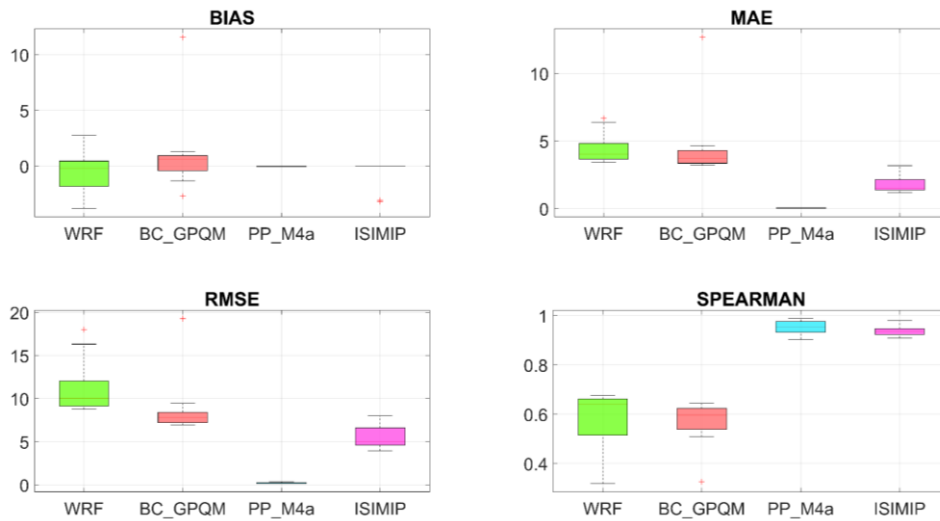 BIAS
10
5
0
WRF BC_GPQM PP_M4a ISIMIP
MAE
10
5
0
WRF BC_GPQM PP_M4a ISIMIP
RMSE
20
15
10
5
0
WRF BC_GPQM PP_M4a ISIMIP
SPEARMAN
1
0.8
0.6
0.4
WRF BC_GPQM PP_M4a ISIMIP